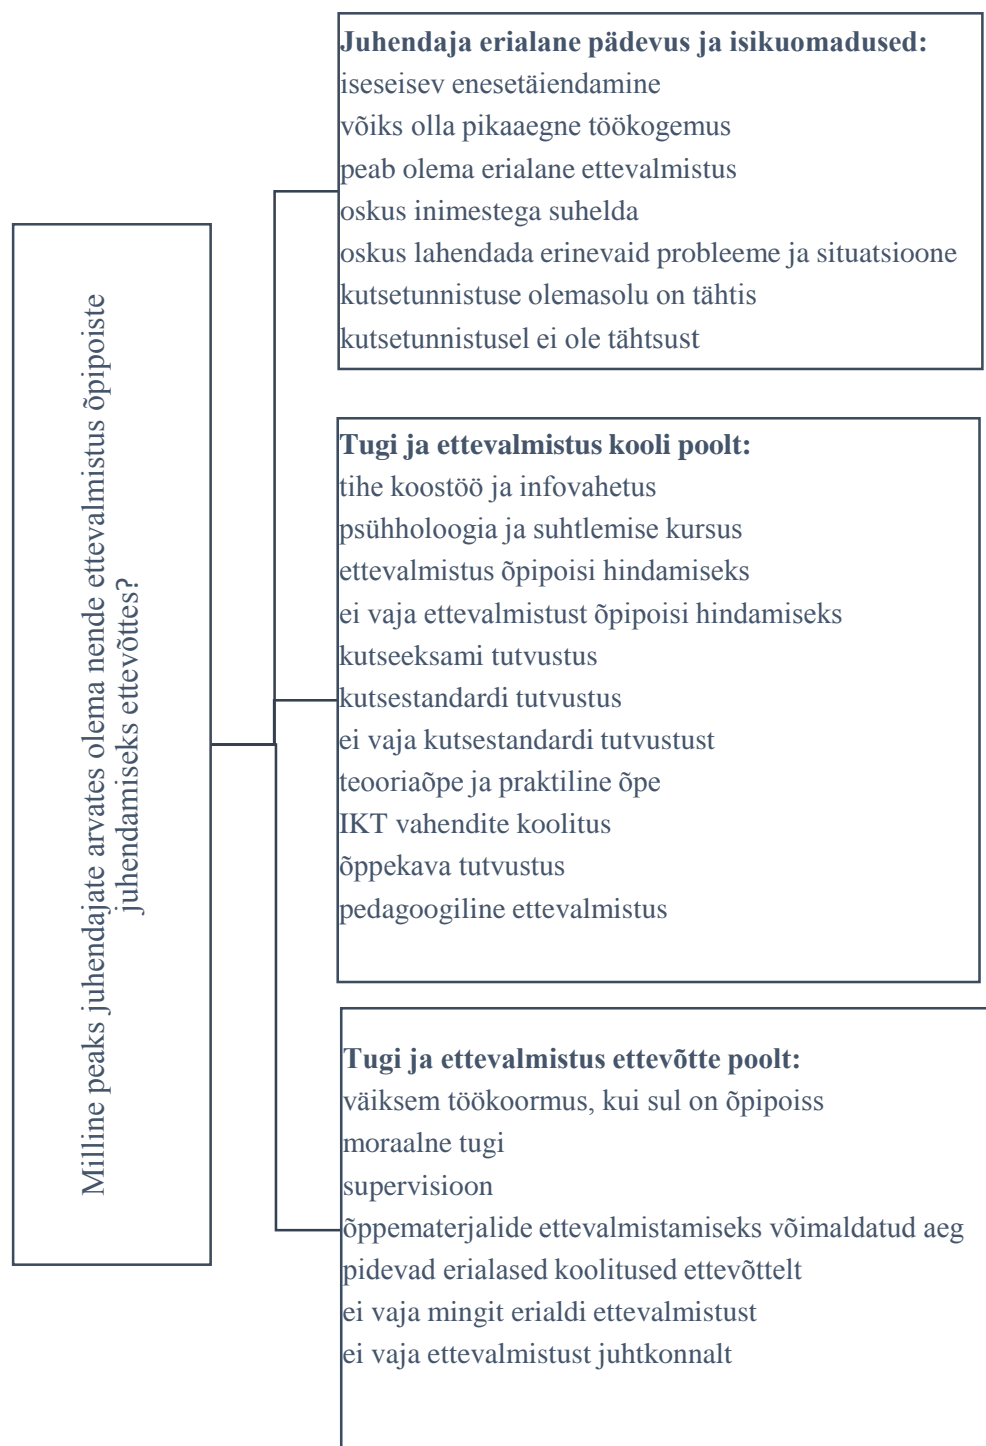 Milline peaks juhendajate arvates olema nende ettevalmistus õpipoiste
juhendamiseks ettevõttes?
Juhendaja erialane pädevus ja isikuomadused:
iseseisev enesetäiendamine
võiks olla pikaaegne töökogemus
peab olema erialane ettevalmistus
oskus inimestega suhelda
oskus lahendada erinevaid probleeme ja situatsioone
kutsetunnistuse olemasolu on tähtis
kutsetunnistusel ei ole tähtsust
Tugi ja ettevalmistus kooli poolt:
tihe koostöö ja infovahetus
psühholoogia ja suhtlemise kursus
ettevalmistus õpipoisi hindamiseks
ei vaja ettevalmistust õpipoisi hindamiseks
kutseeksami tutvustus
kutsestandardi tutvustus
ei vaja kutsestandardi tutvustust
teooriaõpe ja praktiline õpe
IKT vahendite koolitus
õppekava tutvustus
pedagoogiline ettevalmistus
Tugi ja ettevalmistus ettevõtte poolt:
väiksem töökoormus, kui sul on õpipoiss
moraalne tugi
supervisioon
õppematerjalide ettevalmistamiseks võimaldatud aeg
pidevad erialased koolitused ettevõttelt
ei vaja mingit erialdi ettevalmistust
ei vaja ettevalmistust juhtkonnalt